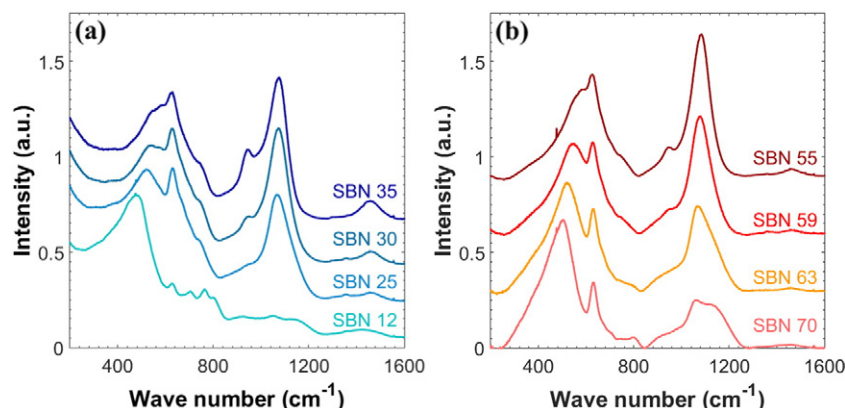 (a)
1.5
1
0.5
0
Intensity (a.u.)
SBN 35
SBN 30
SBN 25
SBN 12
400
800
1200
1600
Wave number (cm-1)
(b)
1.5
1
0.5
0
Intensity (a.u.)
SBN 55
SBN 59
SBN 63
SBN 70
400
800
1200
1600
Wave number (cm-1)